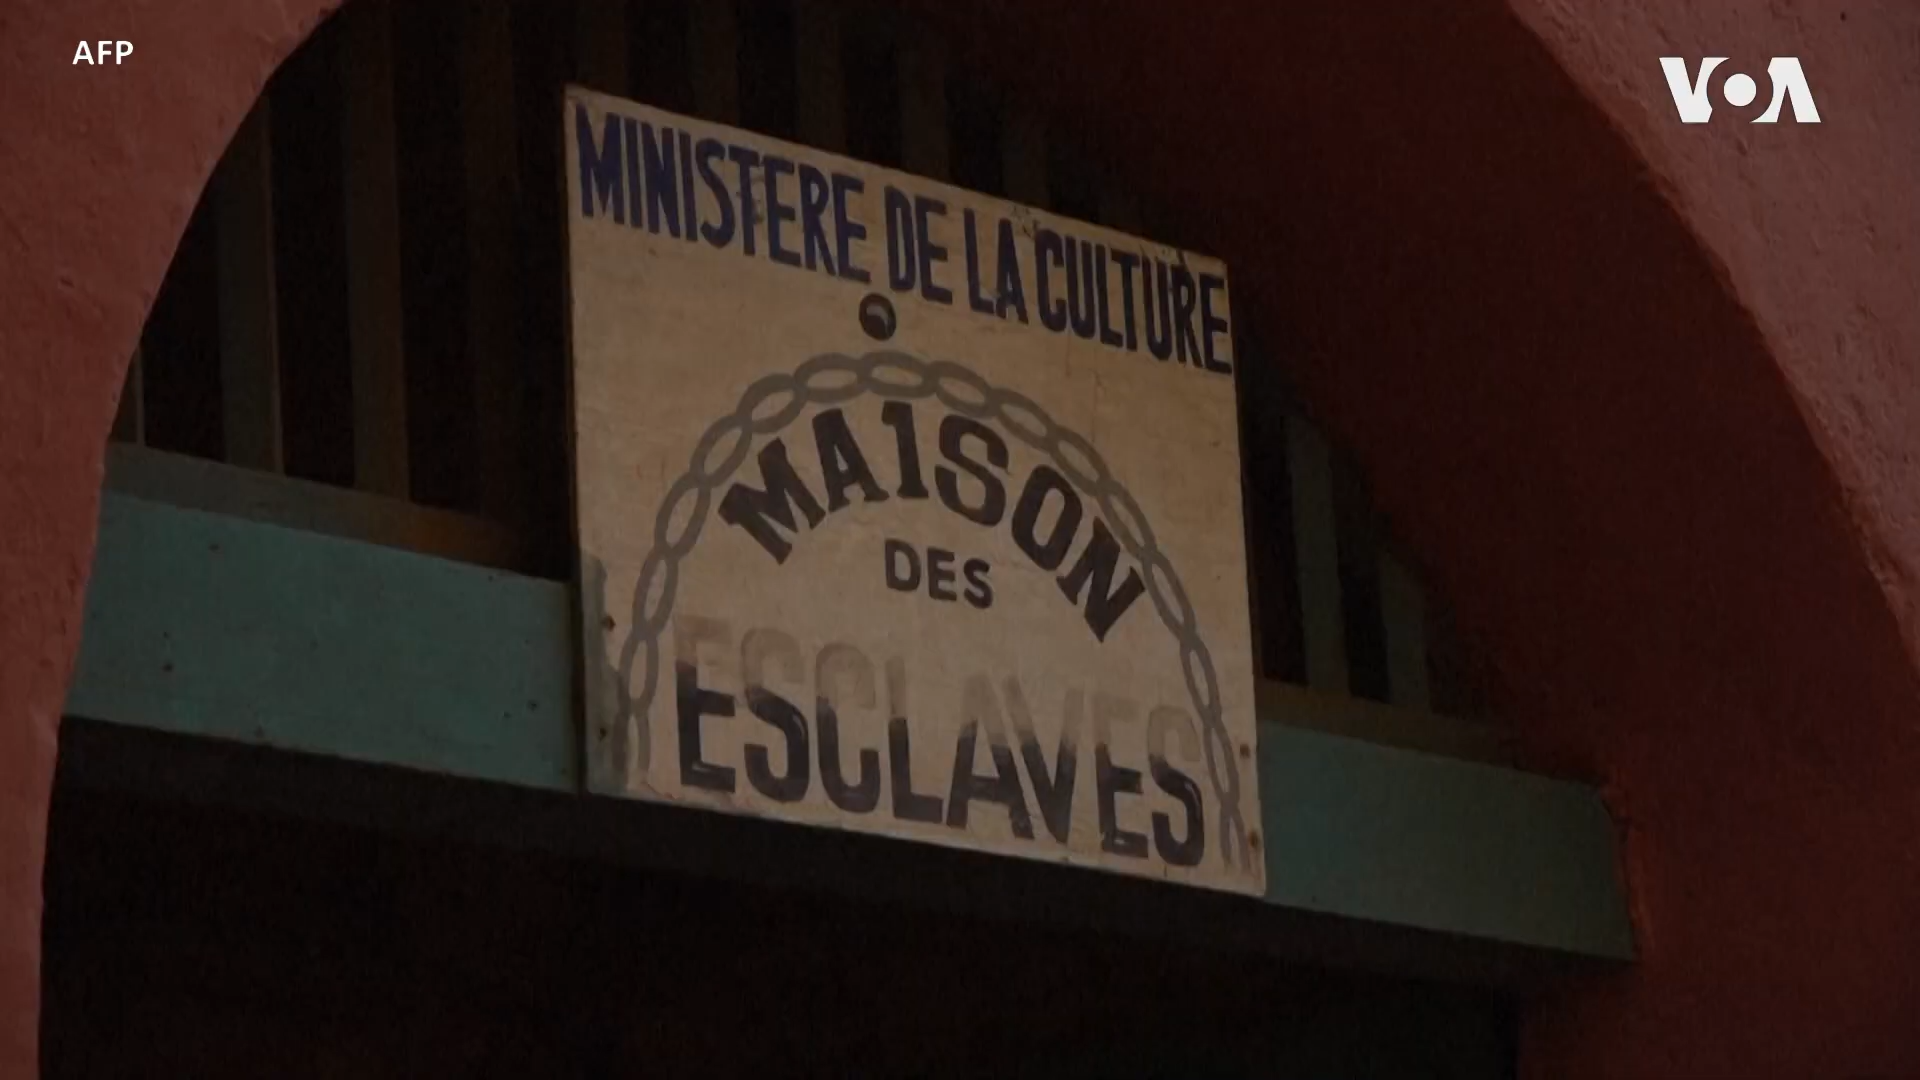 AFP
VOA
MINISTERE DE LA CULTURE
MAISON
DES
ESCLAVES